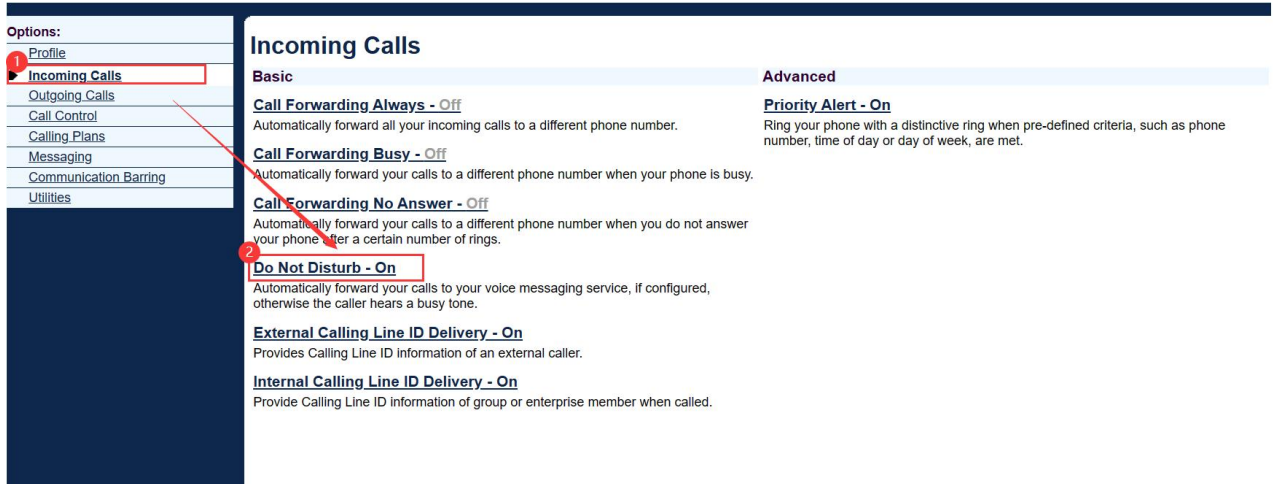 Options:
Profile
1
Incoming Calls
Outgoing Calls
Call Control
Calling Plans
Messaging
Communication Barring
Utilities
Incoming Calls
Basic
Call Forwarding Always - Off
Automatically forward all your incoming calls to a different phone number.
Call Forwarding Busy - Off
Automatically forward your calls to a different phone number when your phone is busy.
Call Forwarding No Answer - Off
Automatically forward your calls to a different phone number when you do not answer
your phone after a certain number of rings.
2
Do Not Disturb - On
Automatically forward your calls to your voice messaging service, if configured,
otherwise the caller hears a busy tone.
External Calling Line ID Delivery - On
Provides Calling Line ID information of an external caller.
Internal Calling Line ID Delivery - On
Provide Calling Line ID information of group or enterprise member when called.
Advanced
Priority Alert - On
Ring your phone with a distinctive ring when pre-defined criteria, such as phone
number, time of day or day of week, are met.